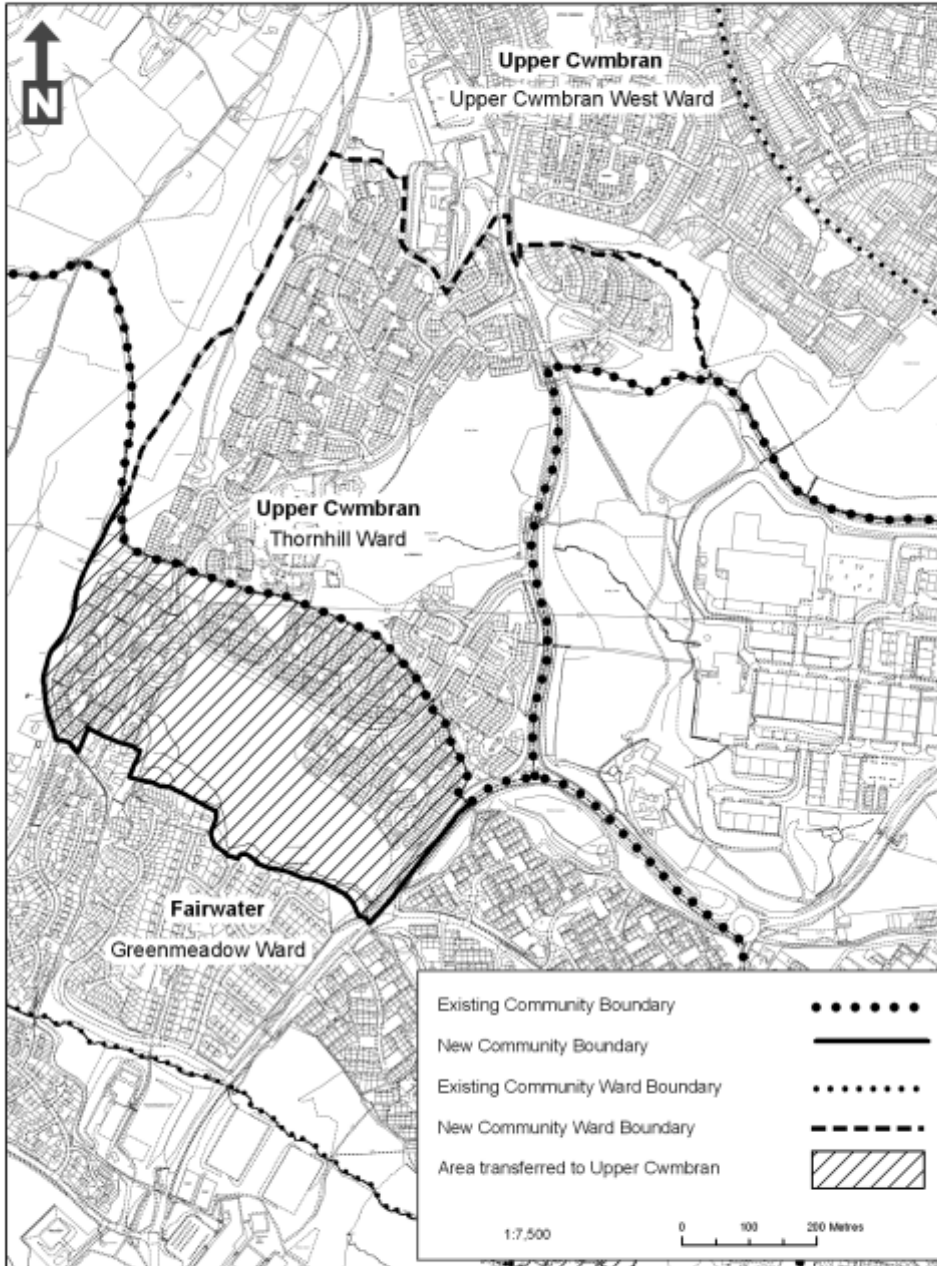 N
Upper Cwmbran
Upper Cwmbran West Ward
Upper Cwmbran
Thornhill Ward
Fairwater
Greenmeadow Ward
Existing Community Boundary
New Community Boundary
Existing Community Ward Boundary
New Community Ward Boundary
Area transferred to Upper Cwmbran
1:7,500
0 100 200 Metres